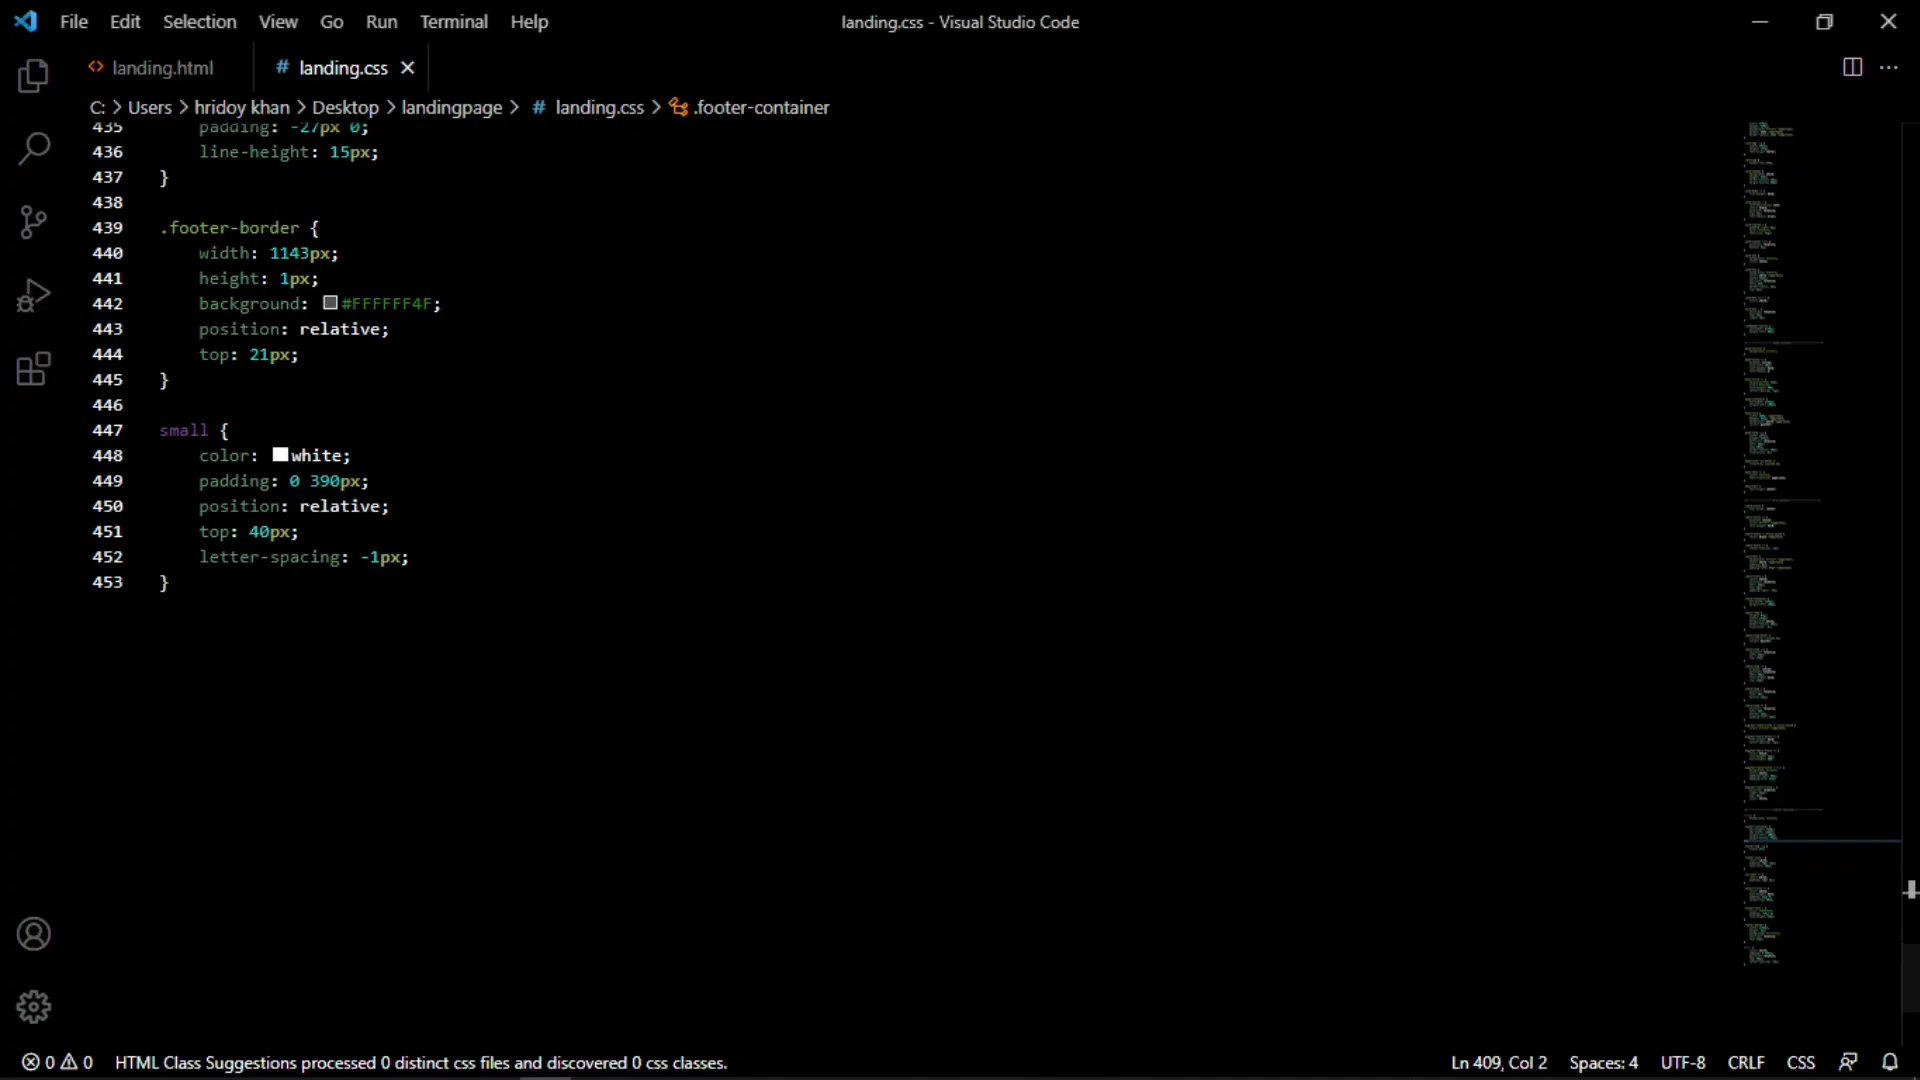 File Edit Selection View Go Run Terminal Help
landing.css - Visual Studio Code
landing.html
# landing.css
C: > Users > hridoy khan > Desktop > landingpage > # landing.css > .footer-container
435 padding: -27px 0;
436 line-height: 15px;
437 }
438
439 .footer-border {
440 width: 1143px;
441 height: 1px;
442 background: #FFFFFF4F;
443 position: relative;
444 top: 21px;
445 }
446
447 small {
448 color: white;
449 padding: 0 390px;
450 position: relative;
451 top: 40px;
452 letter-spacing: -1px;
453 }
0 0 HTML Class Suggestions processed 0 distinct css files and discovered 0 css classes.
Ln 409, Col 2 Spaces: 4 UTF-8 CRLF CSS